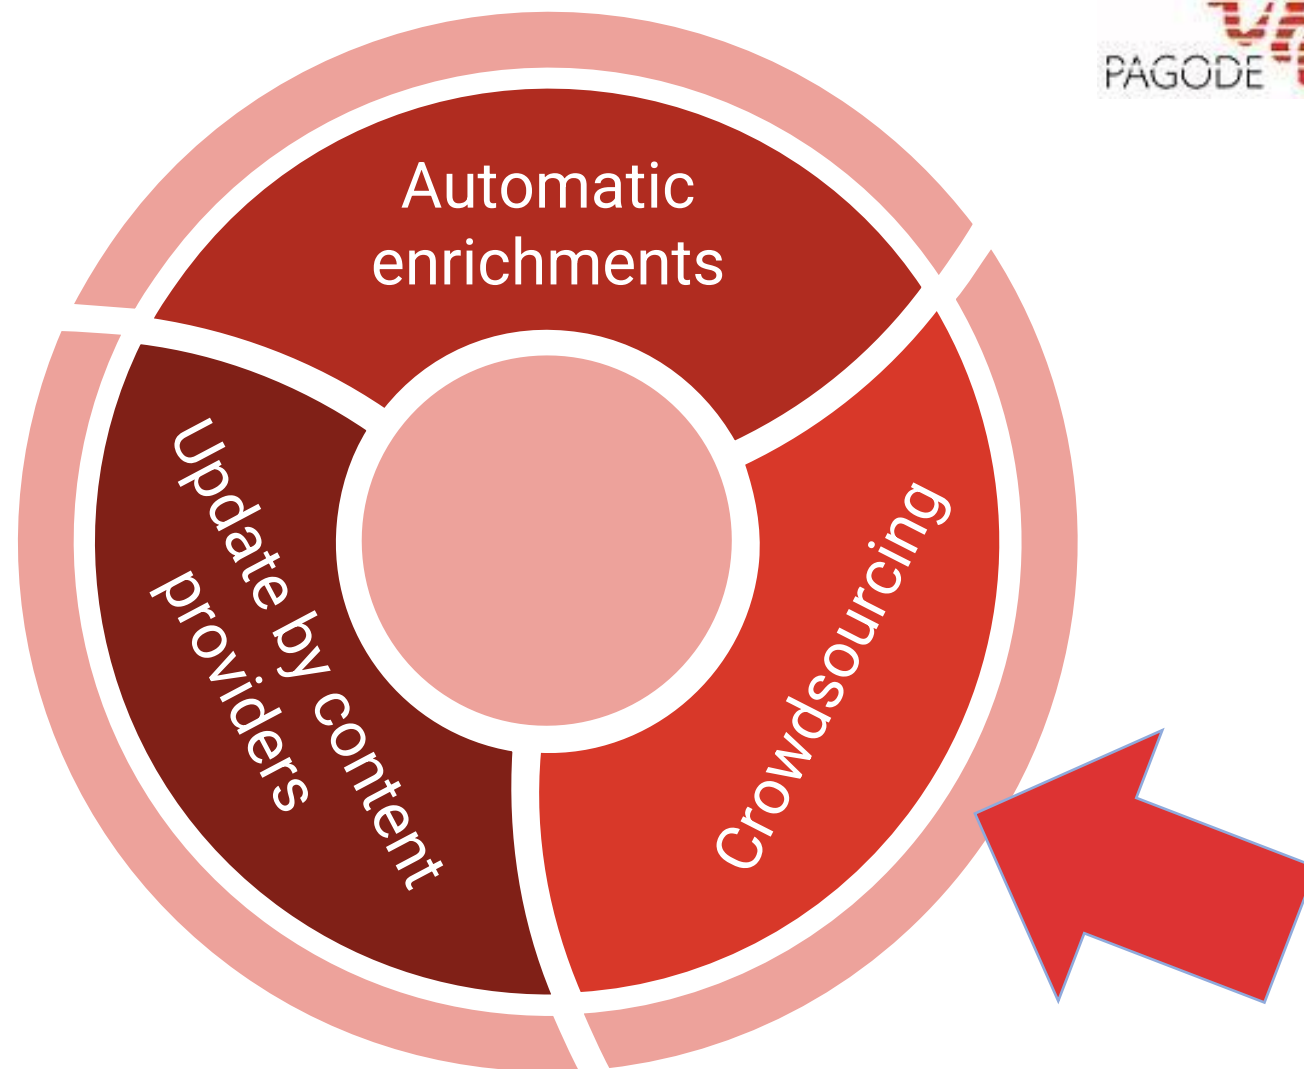 PAGODE
Automatic
enrichments
Crowdsourcing
Update by content
providers